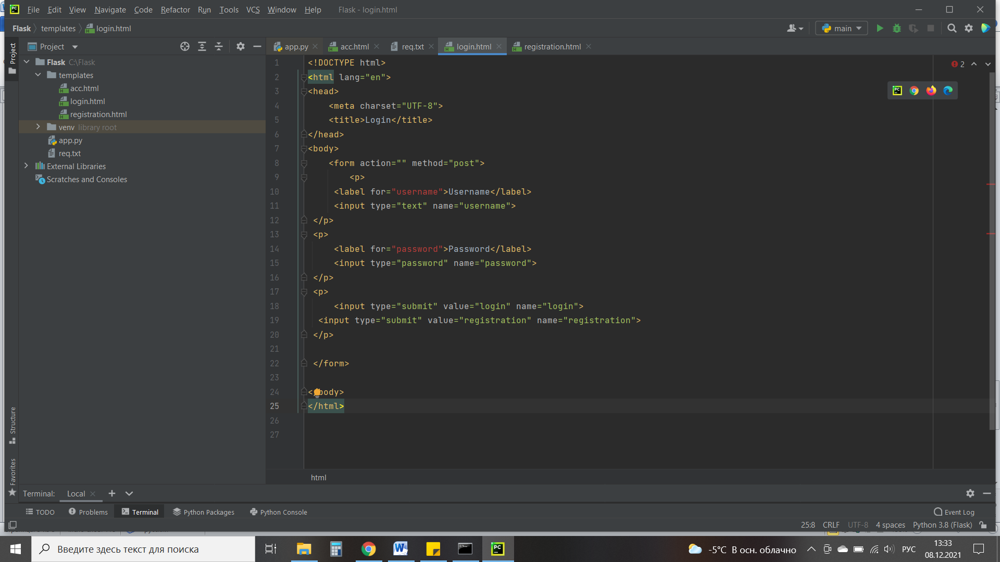 File Edit View Navigate Code Refactor Run Tools VCS Window Help Flask - login.html
Flask templates login.html main
Project
Project
app.py acc.html req.txt login.html registration.html
Flask C:\Flask
templates
acc.html
login.html
registration.html
venv library root
app.py
req.txt
External Libraries
Scratches and Consoles
2
1 <!DOCTYPE html>
2 <html lang="en">
3 <head>
4 <meta charset="UTF-8">
5 <title>Login</title>
6 </head>
7 <body>
8 <form action="" method="post">
9 <p>
10 <label for="username">Username</label>
11 <input type="text" name="username">
12 </p>
13 <p>
14 <label for="password">Password</label>
15 <input type="password" name="password">
16 </p>
17 <p>
18 <input type="submit" value="login" name="login">
19 <input type="submit" value="registration" name="registration">
20 </p>
21
22 </form>
23
24 </body>
25 </html>
26
27
html
Structure
Favorites
Terminal: Local
TODO Problems Terminal Python Packages Python Console Event Log
25:8 CRLF UTF-8 4 spaces Python 3.8 (Flask)
Введите здесь текст для поиска
-5°C В осн. облачно РУС 13:33
08.12.2021